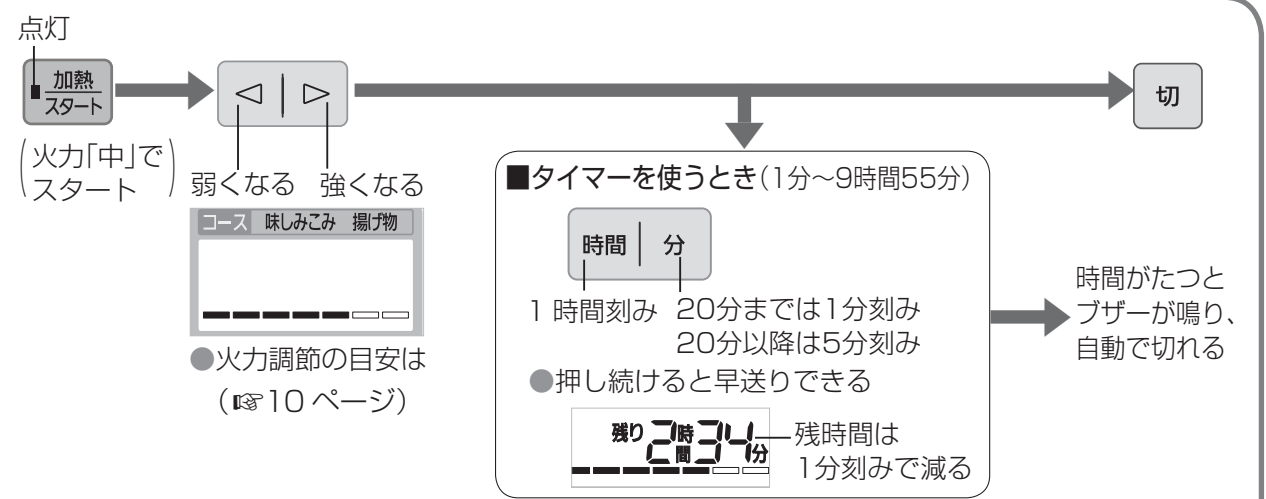 点灯
加熱
スタート
(火力「中」で
スタート)
弱くなる 強くなる
コース 味しみこみ 揚げ物
●火力調節の目安は
(☞10 ページ)
切
■タイマーを使うとき(1分~9時間55分)
時間 分
1 時間刻み
20分までは1分刻み
20分以降は5分刻み
●押し続けると早送りできる
残り2時間34分
残時間は
1分刻みで減る
時間がたつと
ブザーが鳴り、
自動で切れる